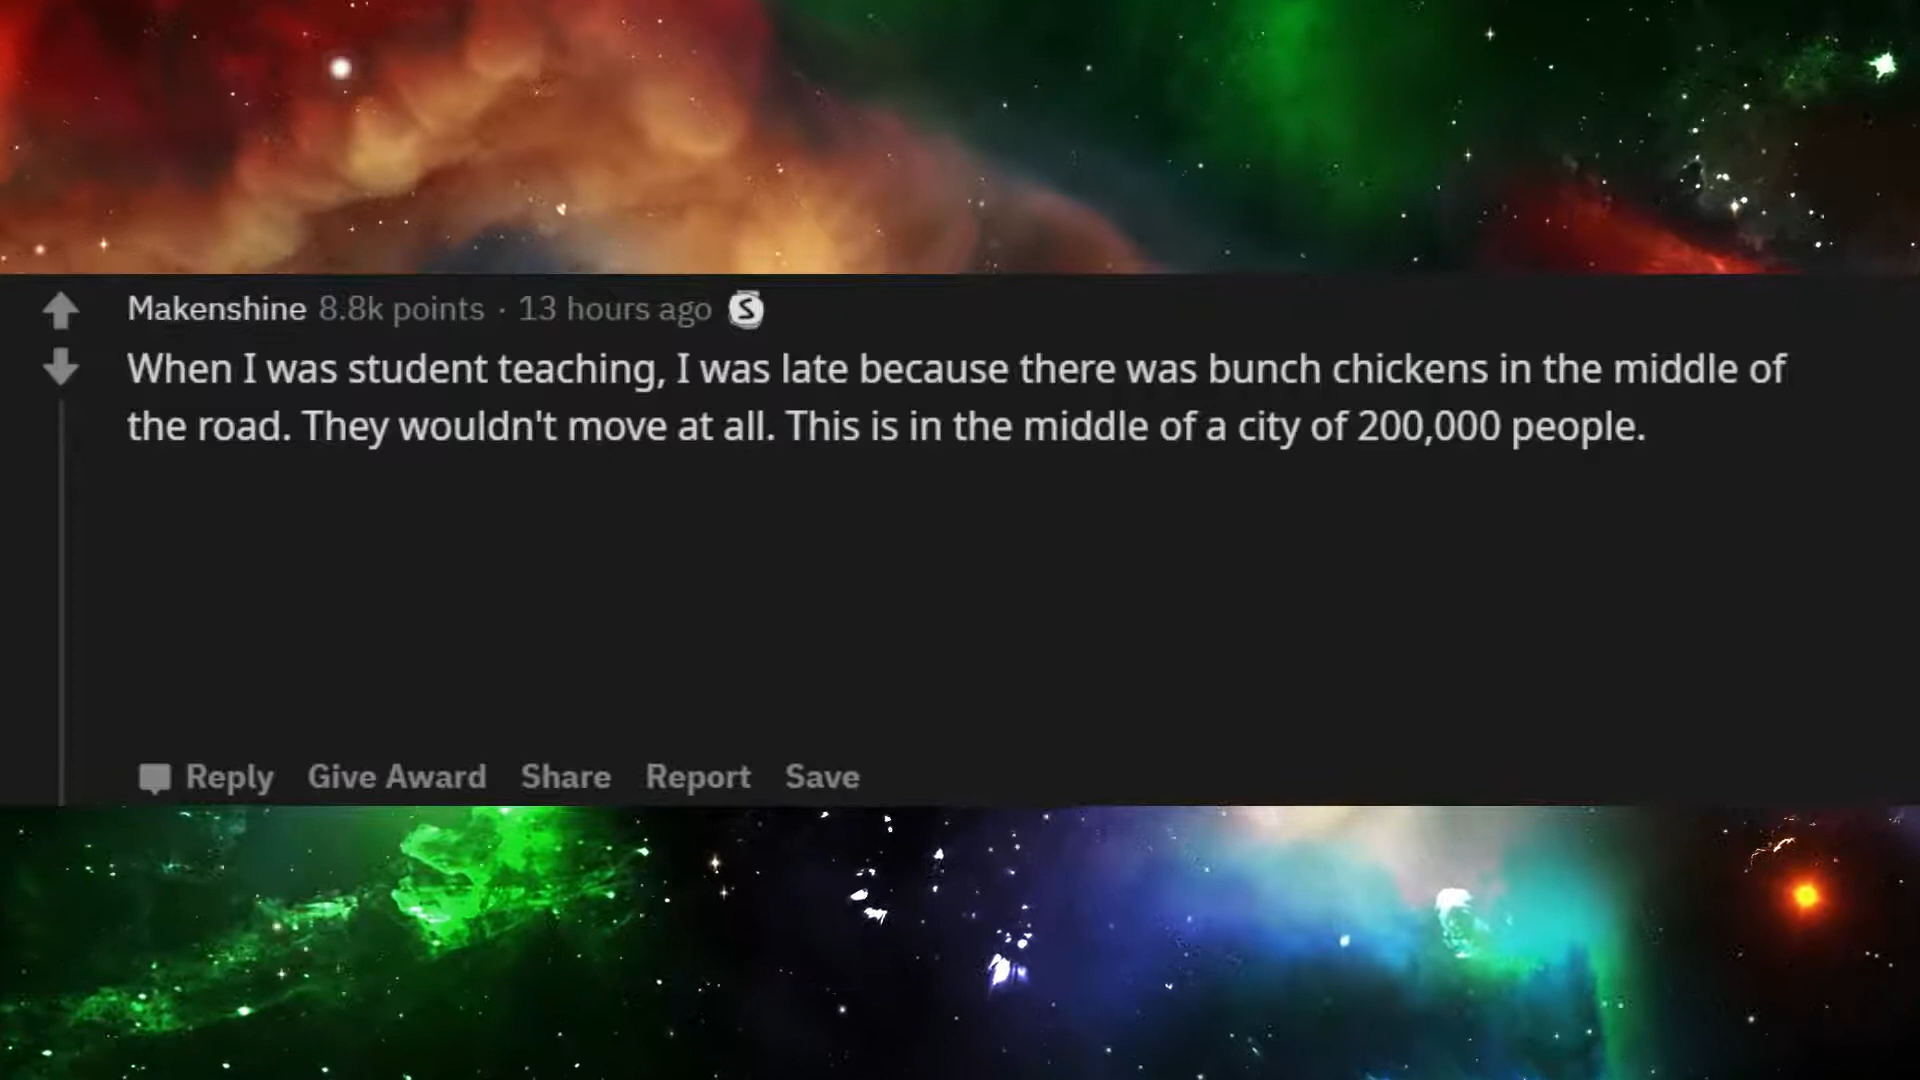 Makenshine 8.8k points · 13 hours ago S
When I was student teaching, I was late because there was bunch chickens in the middle of
the road. They wouldn't move at all. This is in the middle of a city of 200,000 people.
Reply Give Award Share Report Save